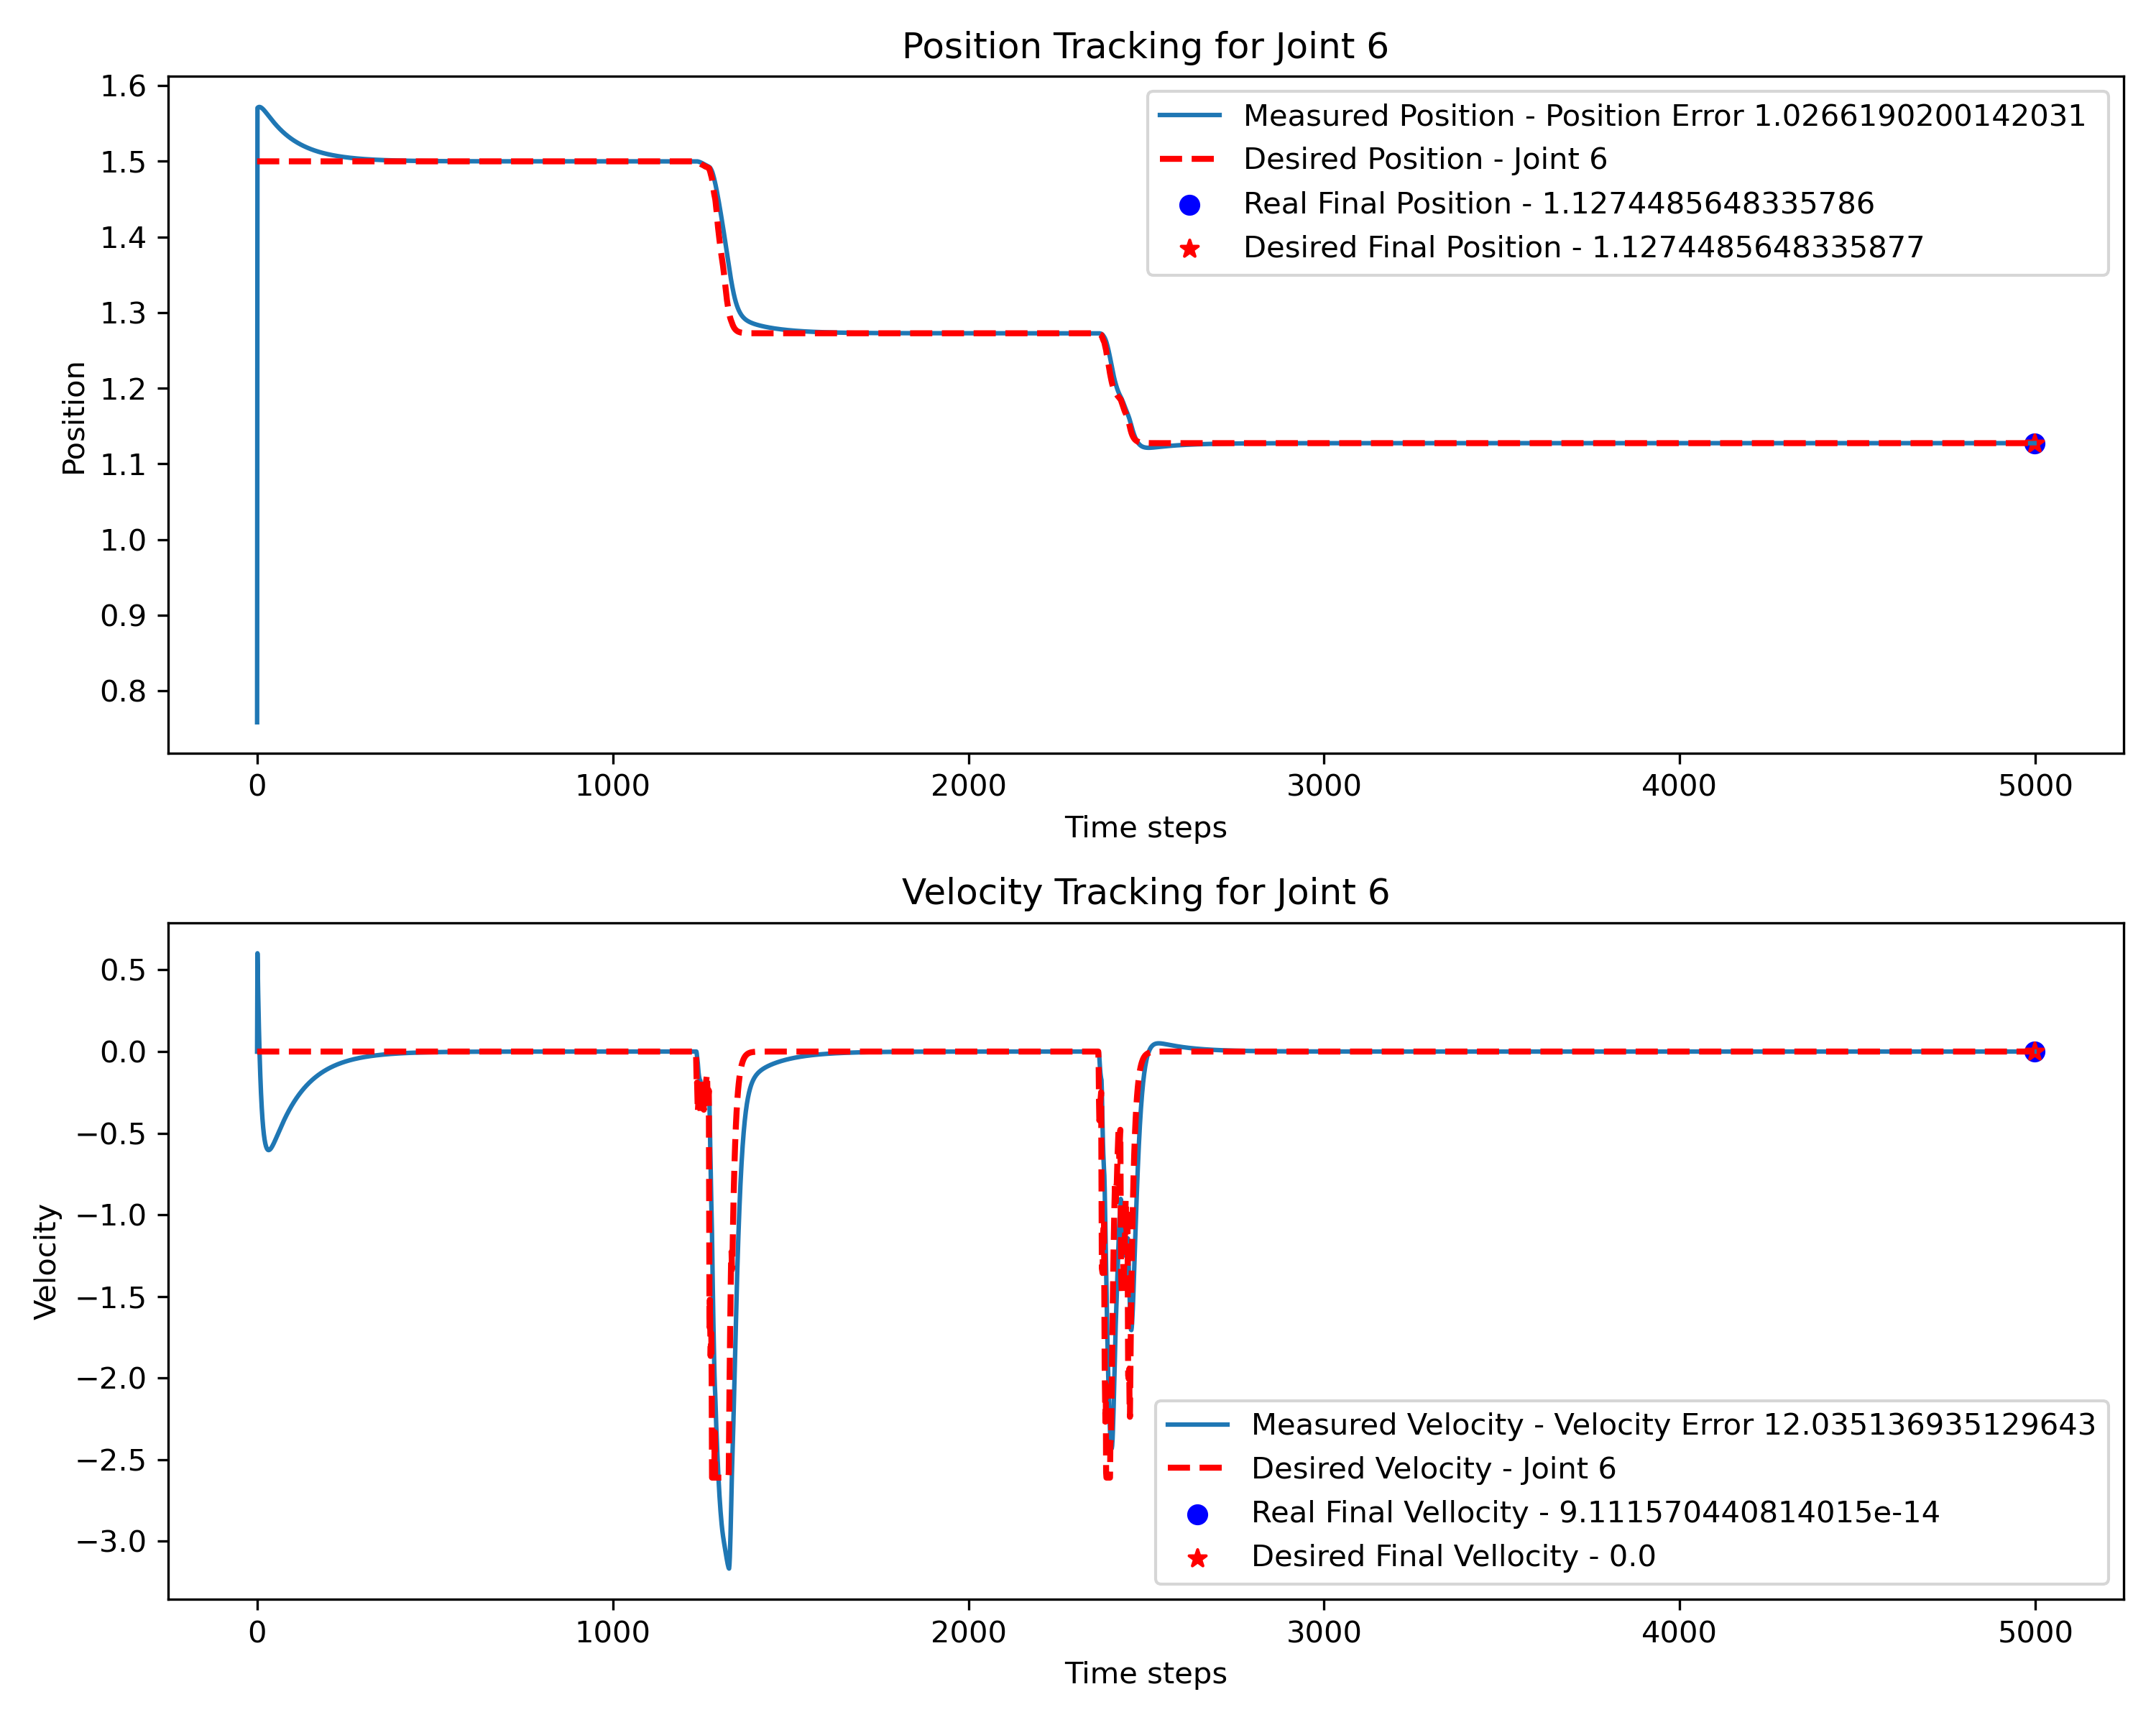 Position Tracking for Joint 6
1.6
1.5
1.4
1.3
1.2
1.1
1.0
0.9
0.8
Position
Measured Position - Position Error 1.0266190200142031
Desired Position - Joint 6
Real Final Position - 1.1274485648335786
Desired Final Position - 1.1274485648335877
0 1000 2000 3000 4000 5000
Time steps
Velocity Tracking for Joint 6
0.5
0.0
−0.5
−1.0
−1.5
−2.0
−2.5
−3.0
Velocity
Measured Velocity - Velocity Error 12.035136935129643
Desired Velocity - Joint 6
Real Final Vellocity - 9.111570440814015e-14
Desired Final Vellocity - 0.0
0 1000 2000 3000 4000 5000
Time steps